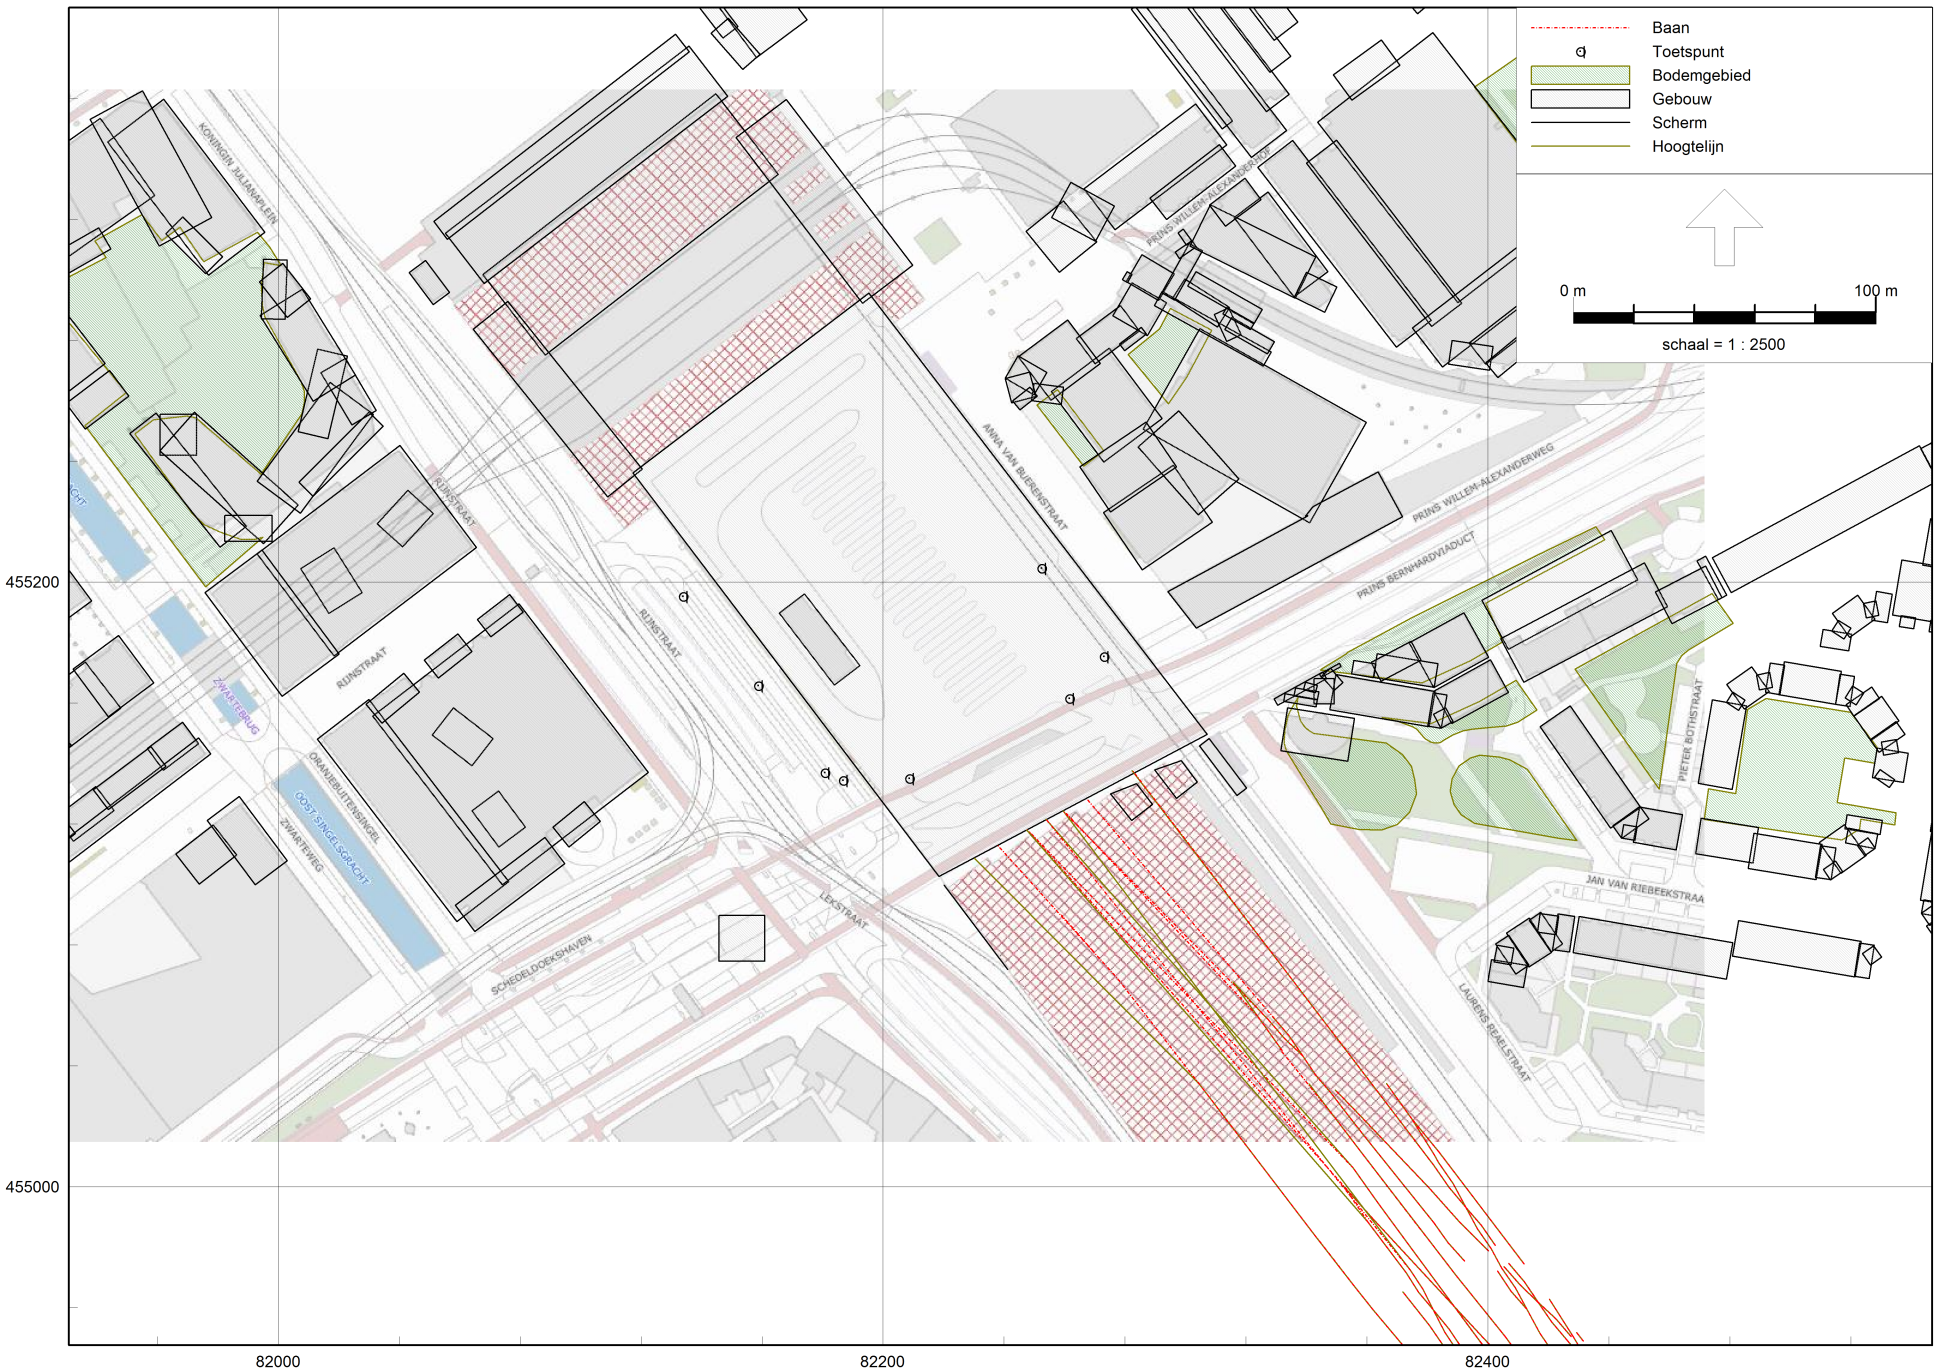 Baan
Toetspunt
Bodemgebied
Gebouw
Scherm
Hoogtelijn
0 m
100 m
schaal = 1 : 2500
KONINGIN JULIANAPLEIN
PRINS WILLEM-ALEXANDERHOF
ANNA VAN BUERENSTRAAT
PRINS WILLEM-ALEXANDERWEG
PRINS BERNHARDVIADUCT
RIJNSTRAAT
RIJNSTRAAT
RIJNSTRAAT
ZWARTEBRUG
ORANJEBUITENSINGEL
OOST SINGELSGRACHT
ZWARTEWEG
SCHEDELDOEKSHAVEN
LEKSTRAAT
PIETER BOTHSTRAAT
JAN VAN RIEBEEKSTRAA
LAURENS REAELSTRAAT
455200
455000
82000
82200
82400